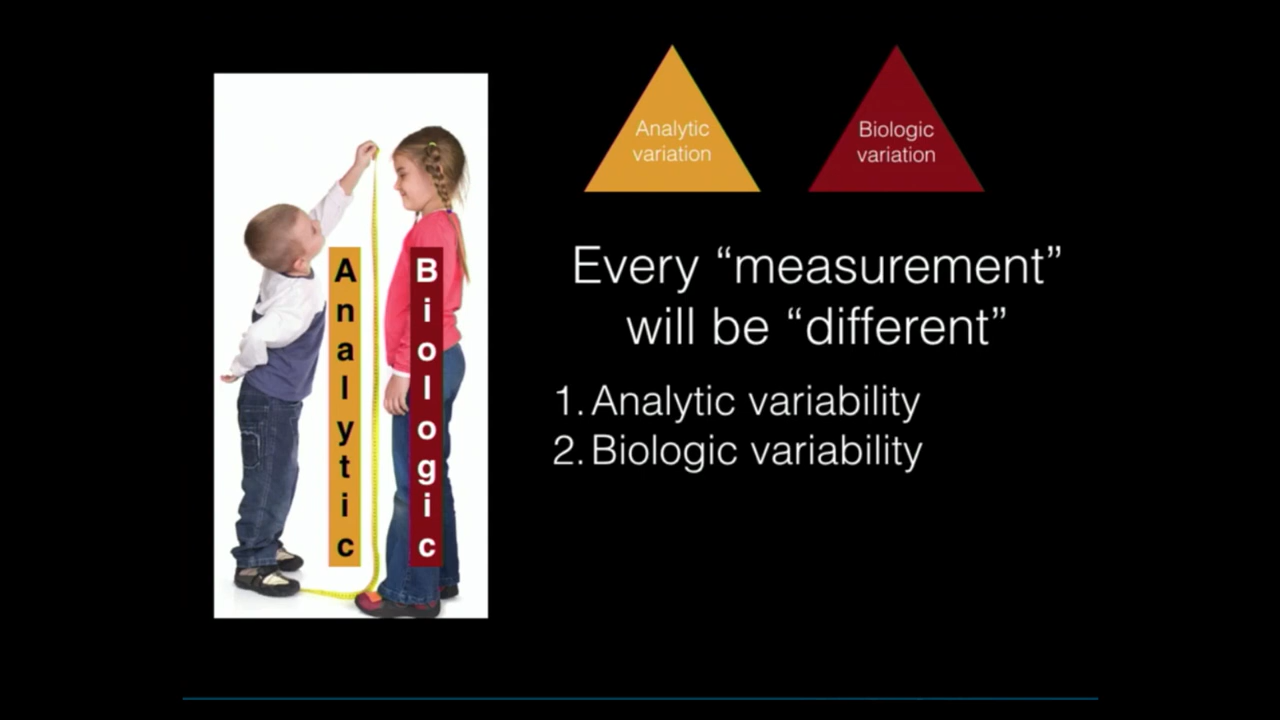 Analytic
variation
Biologic
variation
Analytic
Biologic
Every “measurement”
will be “different”
1. Analytic variability
2. Biologic variability